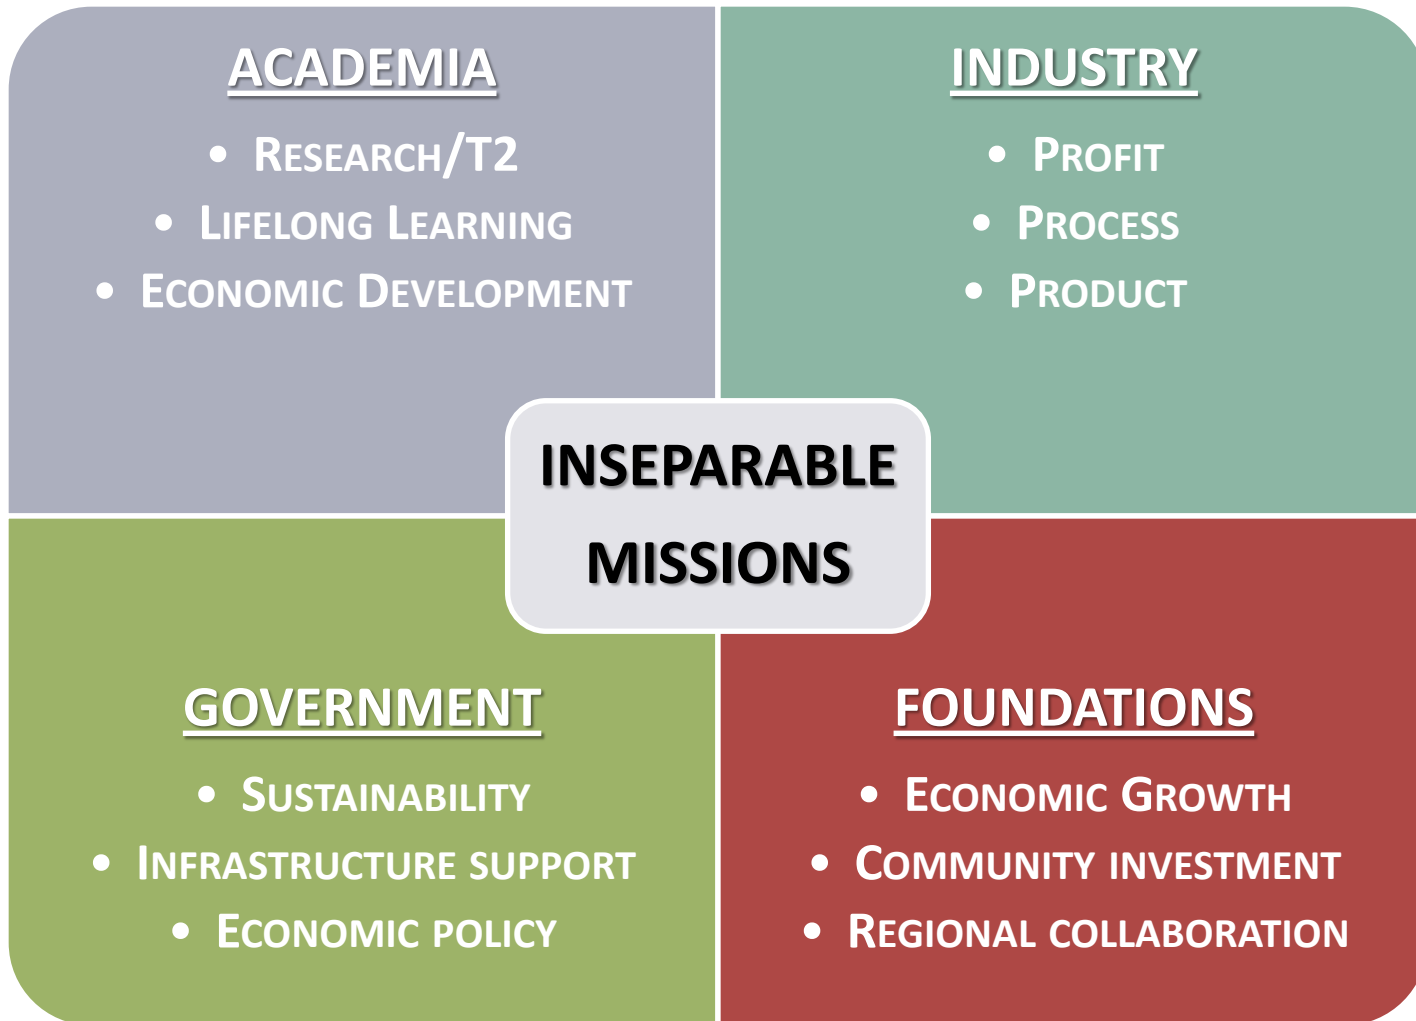 ACADEMIA
• RESEARCH/T2
• LIFELONG LEARNING
• ECONOMIC DEVELOPMENT
INDUSTRY
• PROFIT
• PROCESS
• PRODUCT
INSEPARABLE
MISSIONS
GOVERNMENT
• SUSTAINABILITY
• INFRASTRUCTURE SUPPORT
• ECONOMIC POLICY
FOUNDATIONS
• ECONOMIC GROWTH
• COMMUNITY INVESTMENT
• REGIONAL COLLABORATION